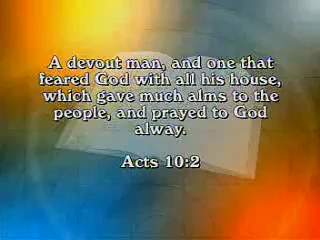 A devout man, and one that
feared God with all his house,
which gave much alms to the
people, and prayed to God
alway.
Acts 10:2